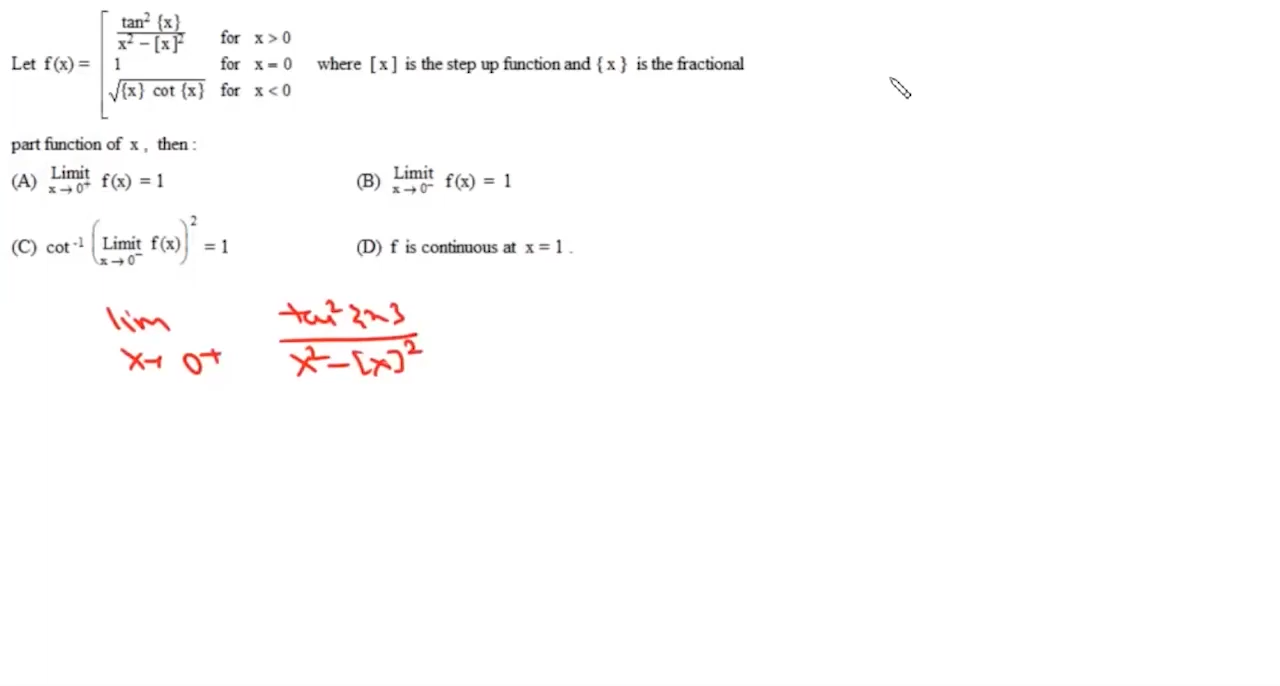 tan² {x}
x² – [x]² for x > 0
Let f(x) = 1 for x = 0 where [x] is the step up function and {x} is the fractional
√{x} cot {x} for x < 0
part function of x , then :
(A) Limit x → 0⁺ f(x) = 1 (B) Limit x → 0⁻ f(x) = 1
(C) cot⁻¹ (Limit x → 0⁻ f(x))² = 1 (D) f is continuous at x = 1 .
lim tan² {x}
x → 0+ x² – [x]²